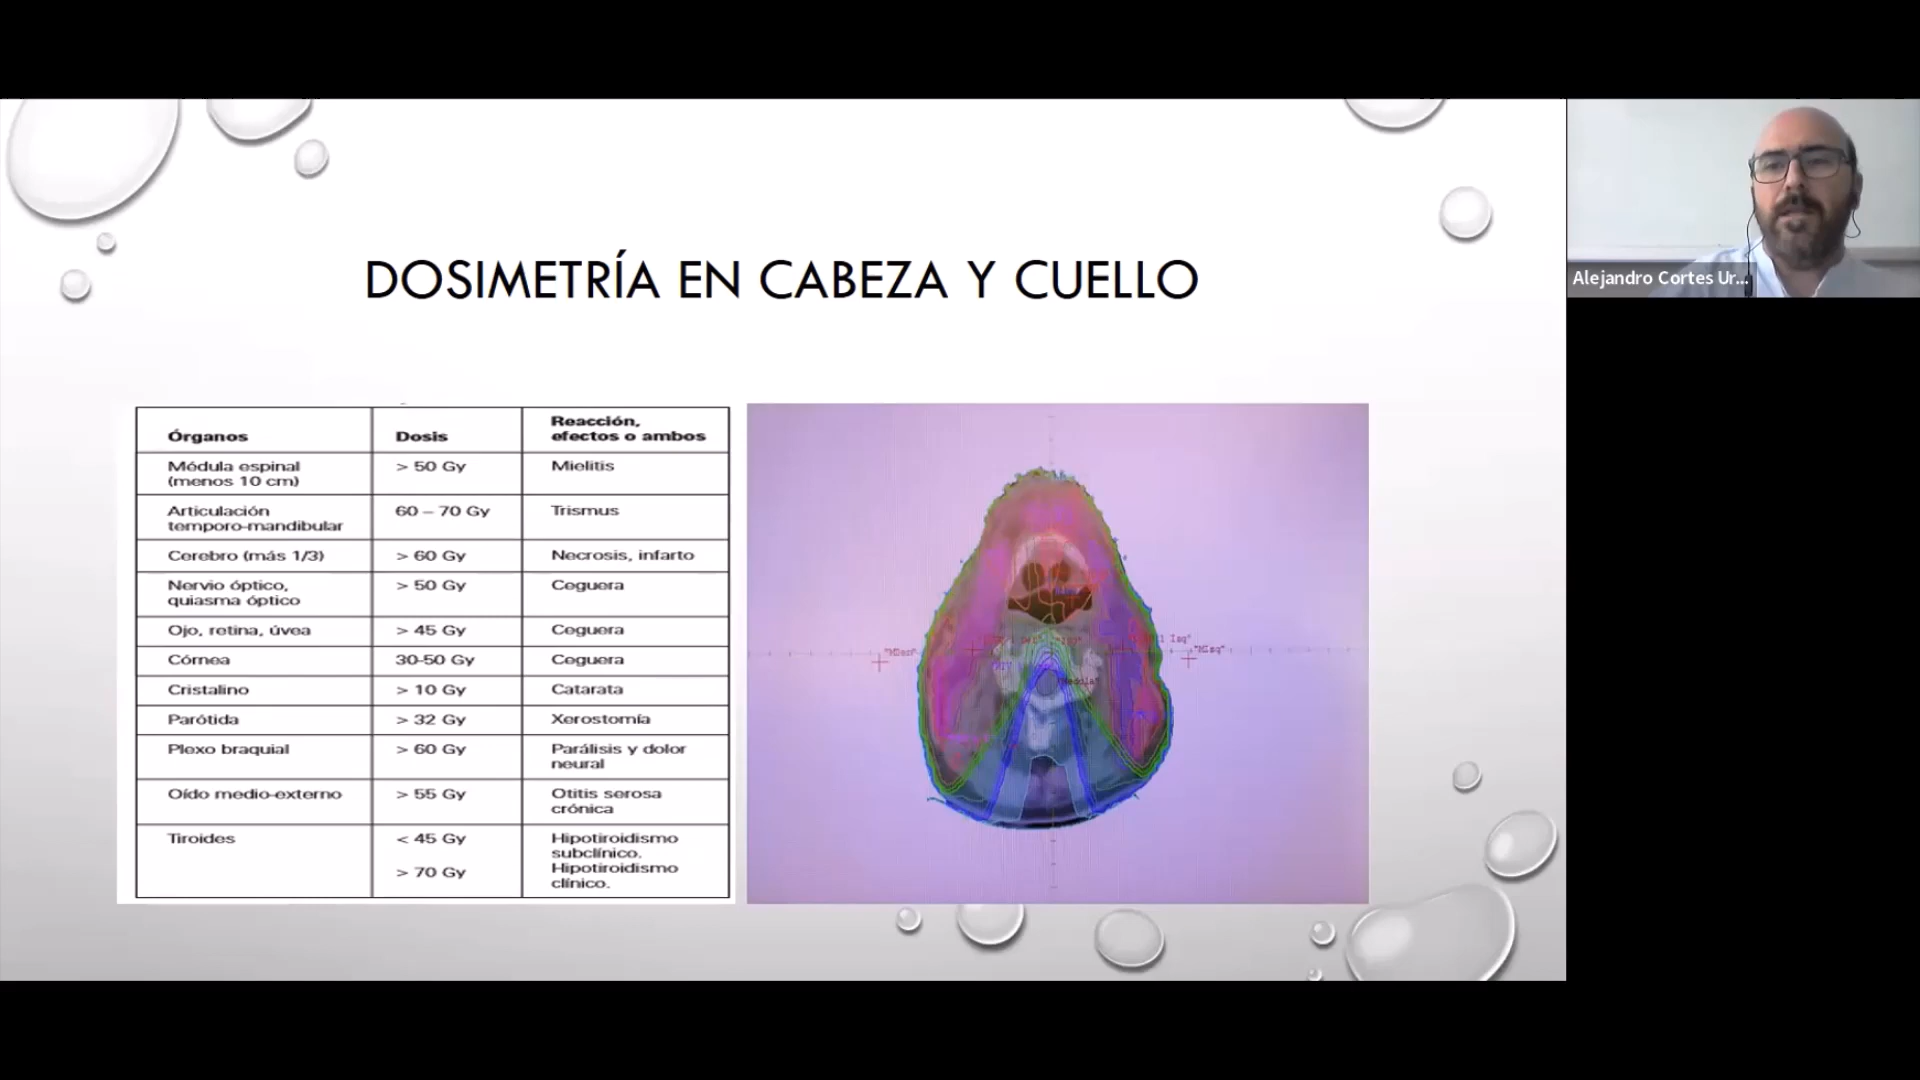 DOSIMETRÍA EN CABEZA Y CUELLO
Alejandro Cortes Ur...
Órganos
Dosis
Reacción,
efectos o ambos
Módula espinal
(menos 10 cm)
> 50 Gy
Mielitis
Articulación
temporo-mandibular
60 – 70 Gy
Trismus
Cerebro (más 1/3)
> 60 Gy
Necrosis, infarto
Nervio óptico,
quiasma óptico
> 50 Gy
Ceguera
Ojo, retina, úvea
> 45 Gy
Ceguera
Córnea
30-50 Gy
Ceguera
Cristalino
> 10 Gy
Catarata
Parótida
> 32 Gy
Xerostomía
Plexo braquial
> 60 Gy
Parálisis y dolor
neural
Oído medio-externo
> 55 Gy
Otitis serosa
crónica
Tiroides
< 45 Gy
> 70 Gy
Hipotiroidismo
subclínico.
Hipotiroidismo
clínico.